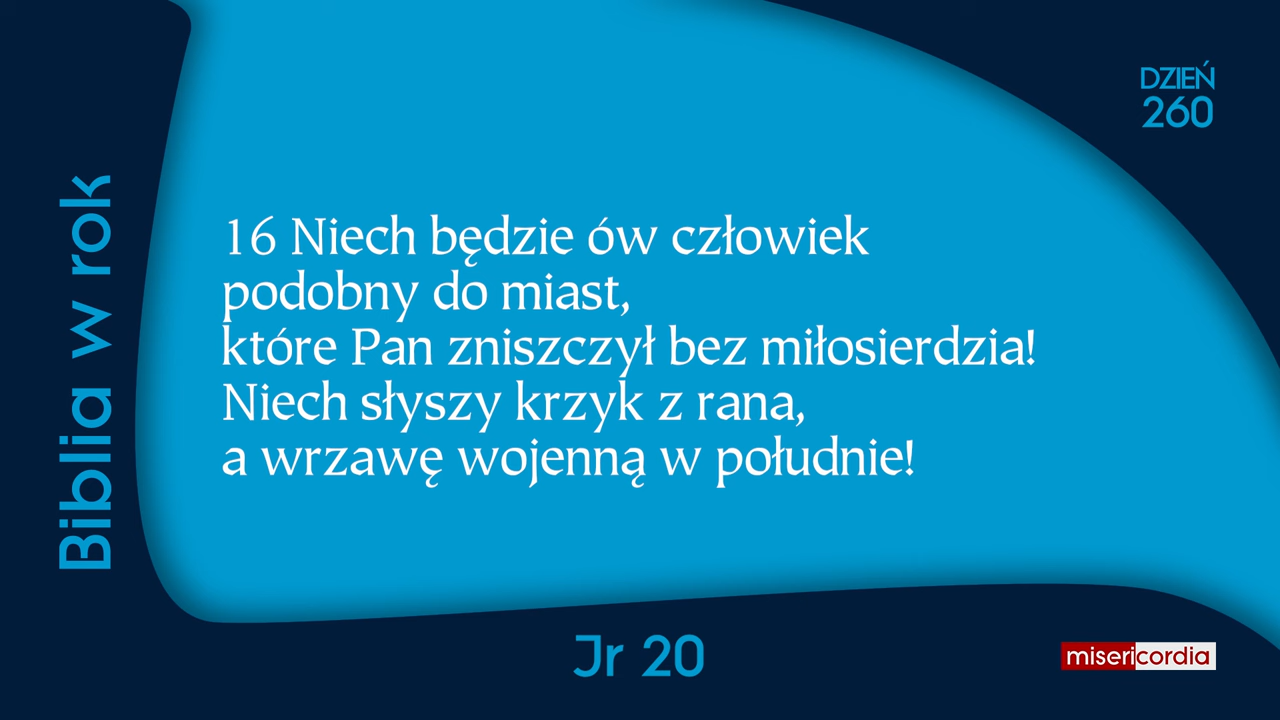 DZIEŃ
260
Biblia w rok
16 Niech będzie ów człowiek
podobny do miast,
które Pan zniszczył bez miłosierdzia!
Niech słyszy krzyk z rana,
a wrzawę wojenną w południe!
Jr 20
misericordia